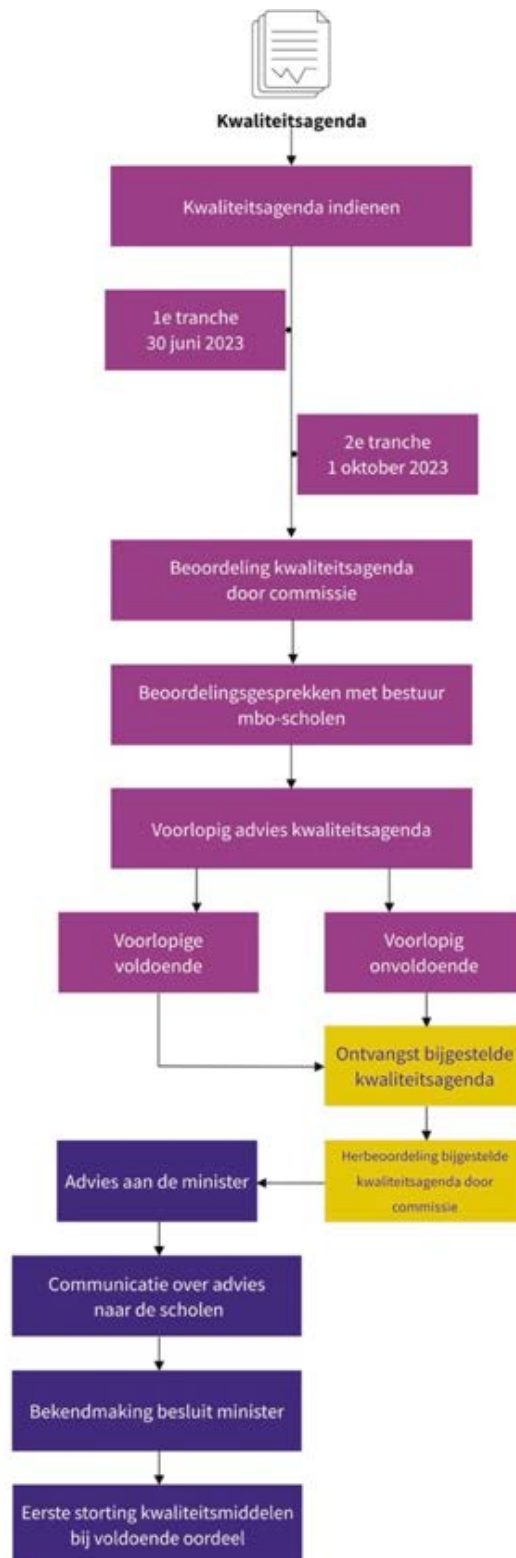 Kwaliteitsagenda
Kwaliteitsagenda indienen
1e tranche
30 juni 2023
2e tranche
1 oktober 2023
Beoordeling kwaliteitsagenda
door commissie
Beoordelingsgesprekken met bestuur
mbo-scholen
Voorlopig advies kwaliteitsagenda
Voorlopige
voldoende
Voorlopig
onvoldoende
Ontvangst bijgestelde
kwaliteitsagenda
Herbeoordeling bijgestelde
kwaliteitsagenda door
commissie
Advies aan de minister
Communicatie over advies
naar de scholen
Bekendmaking besluit minister
Eerste storting kwaliteitsmiddelen
bij voldoende oordeel